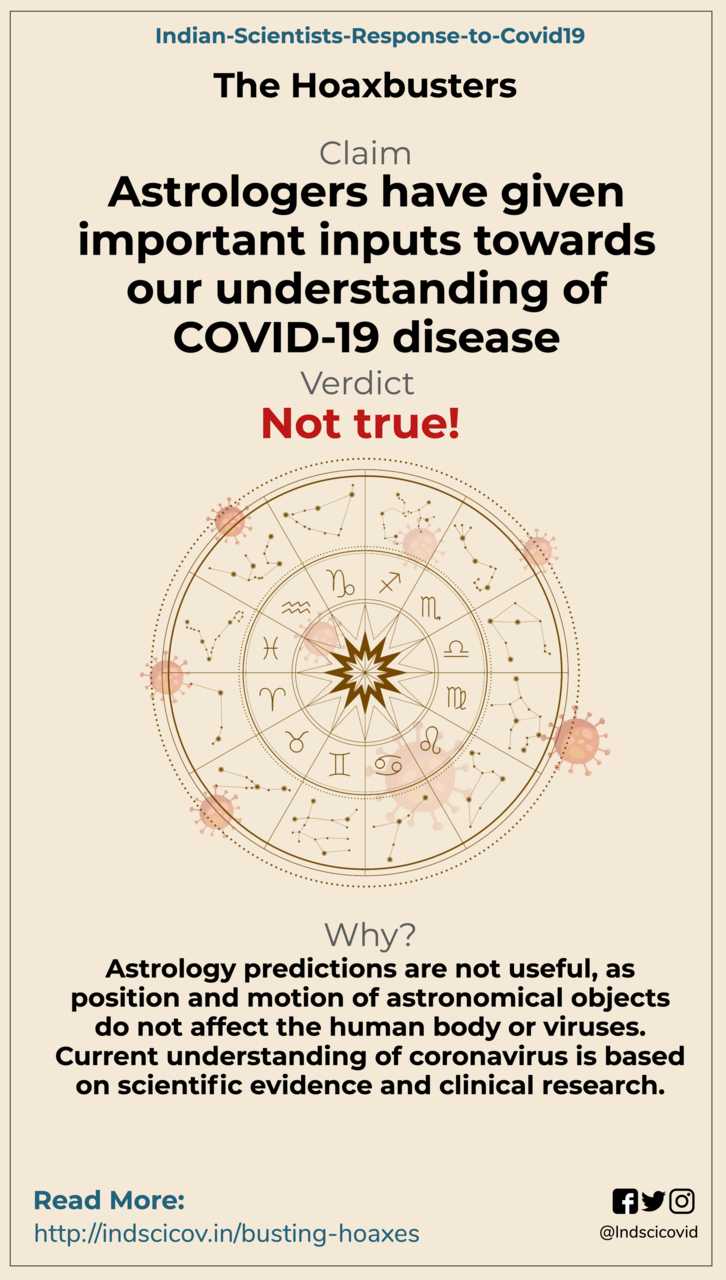 Indian-Scientists-Response-to-Covid19
The Hoaxbusters
Claim
Astrologers have given
important inputs towards
our understanding of
COVID-19 disease
Verdict
Not true!
Why?
Astrology predictions are not useful, as
position and motion of astronomical objects
do not affect the human body or viruses.
Current understanding of coronavirus is based
on scientific evidence and clinical research.
Read More:
http://indscicov.in/busting-hoaxes
@Indscicovid